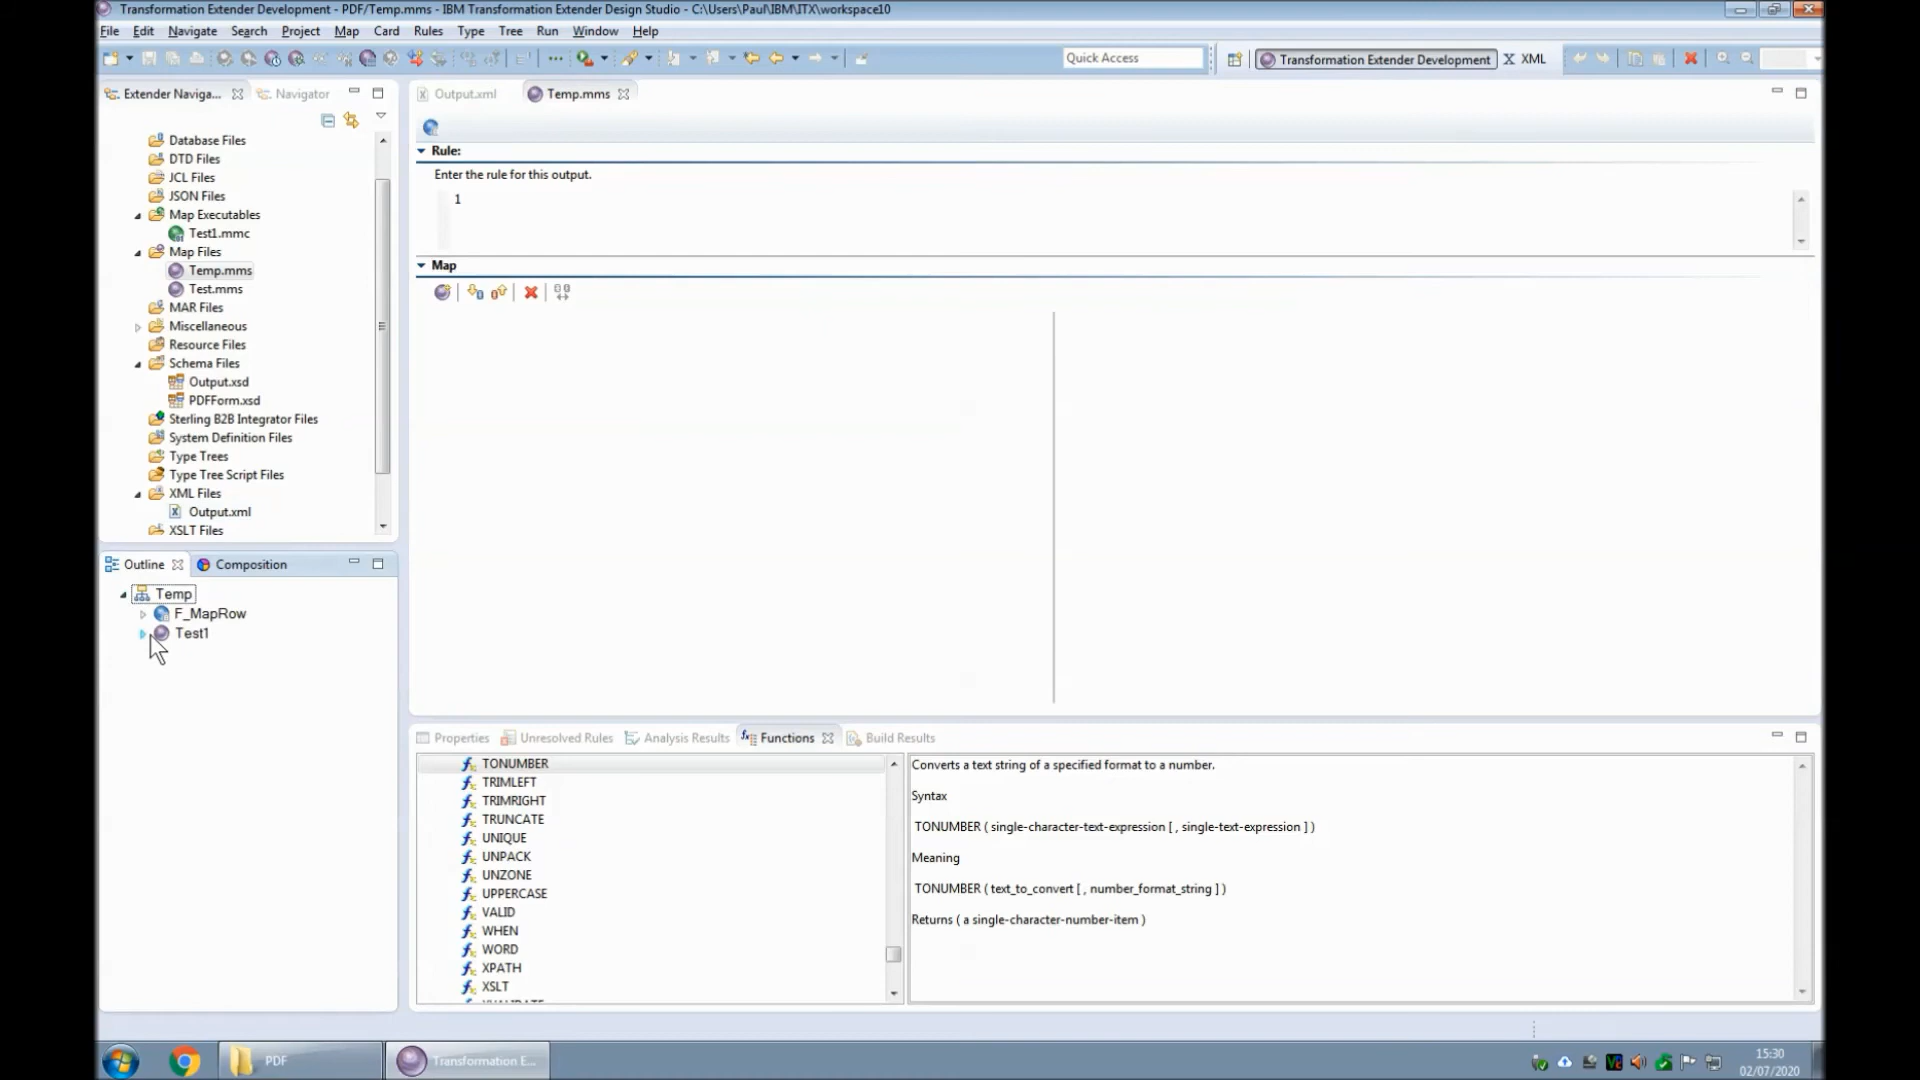 Transformation Extender Development - PDF/Temp.mms - IBM Transformation Extender Design Studio - C:\Users\Paul\IBM\ITX\workspace10
File Edit Navigate Search Project Map Card Rules Type Tree Run Window Help
Quick Access
Transformation Extender Development
XML
Extender Naviga...
Navigator
Database Files
DTD Files
JCL Files
JSON Files
Map Executables
Test1.mmc
Map Files
Temp.mms
Test.mms
MAR Files
Miscellaneous
Resource Files
Schema Files
Output.xsd
PDFForm.xsd
Sterling B2B Integrator Files
System Definition Files
Type Trees
Type Tree Script Files
XML Files
Output.xml
XSLT Files
Outline
Composition
Temp
F_MapRow
Test1
Output.xml
Temp.mms
Rule:
Enter the rule for this output.
1
Map
Properties
Unresolved Rules
Analysis Results
Functions
Build Results
TONUMBER
TRIMLEFT
TRIMRIGHT
TRUNCATE
UNIQUE
UNPACK
UNZONE
UPPERCASE
VALID
WHEN
WORD
XPATH
XSLT
Converts a text string of a specified format to a number.
Syntax
TONUMBER ( single-character-text-expression [ , single-text-expression ] )
Meaning
TONUMBER ( text_to_convert [ , number_format_string ] )
Returns ( a single-character-number-item )
PDF
Transformation E...
15:30
02/07/2020